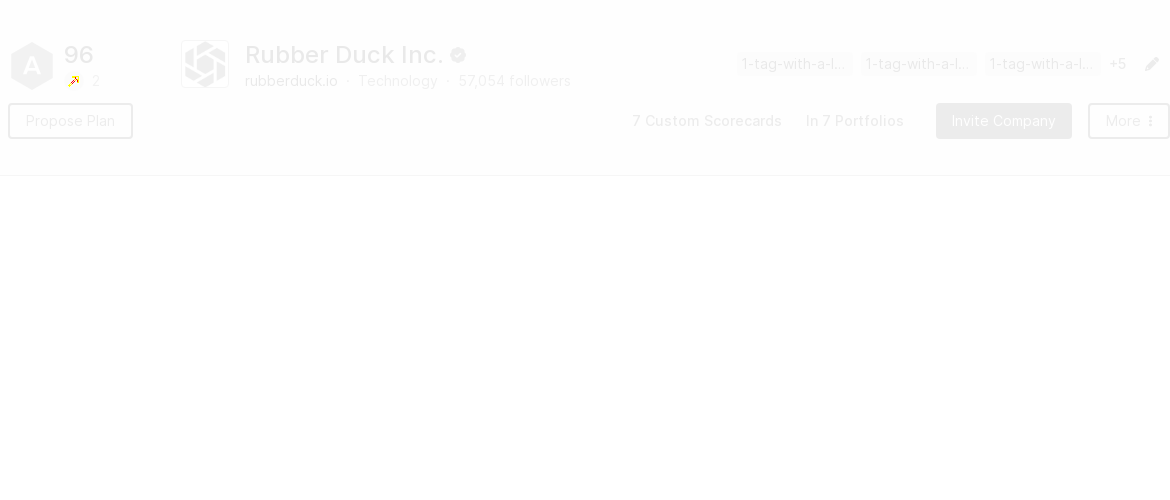 A 96
2
Rubber Duck Inc.
rubberduck.io · Technology · 57,054 followers
1-tag-with-a-l... 1-tag-with-a-l... 1-tag-with-a-l... +5
Propose Plan
7 Custom Scorecards In 7 Portfolios Invite Company More